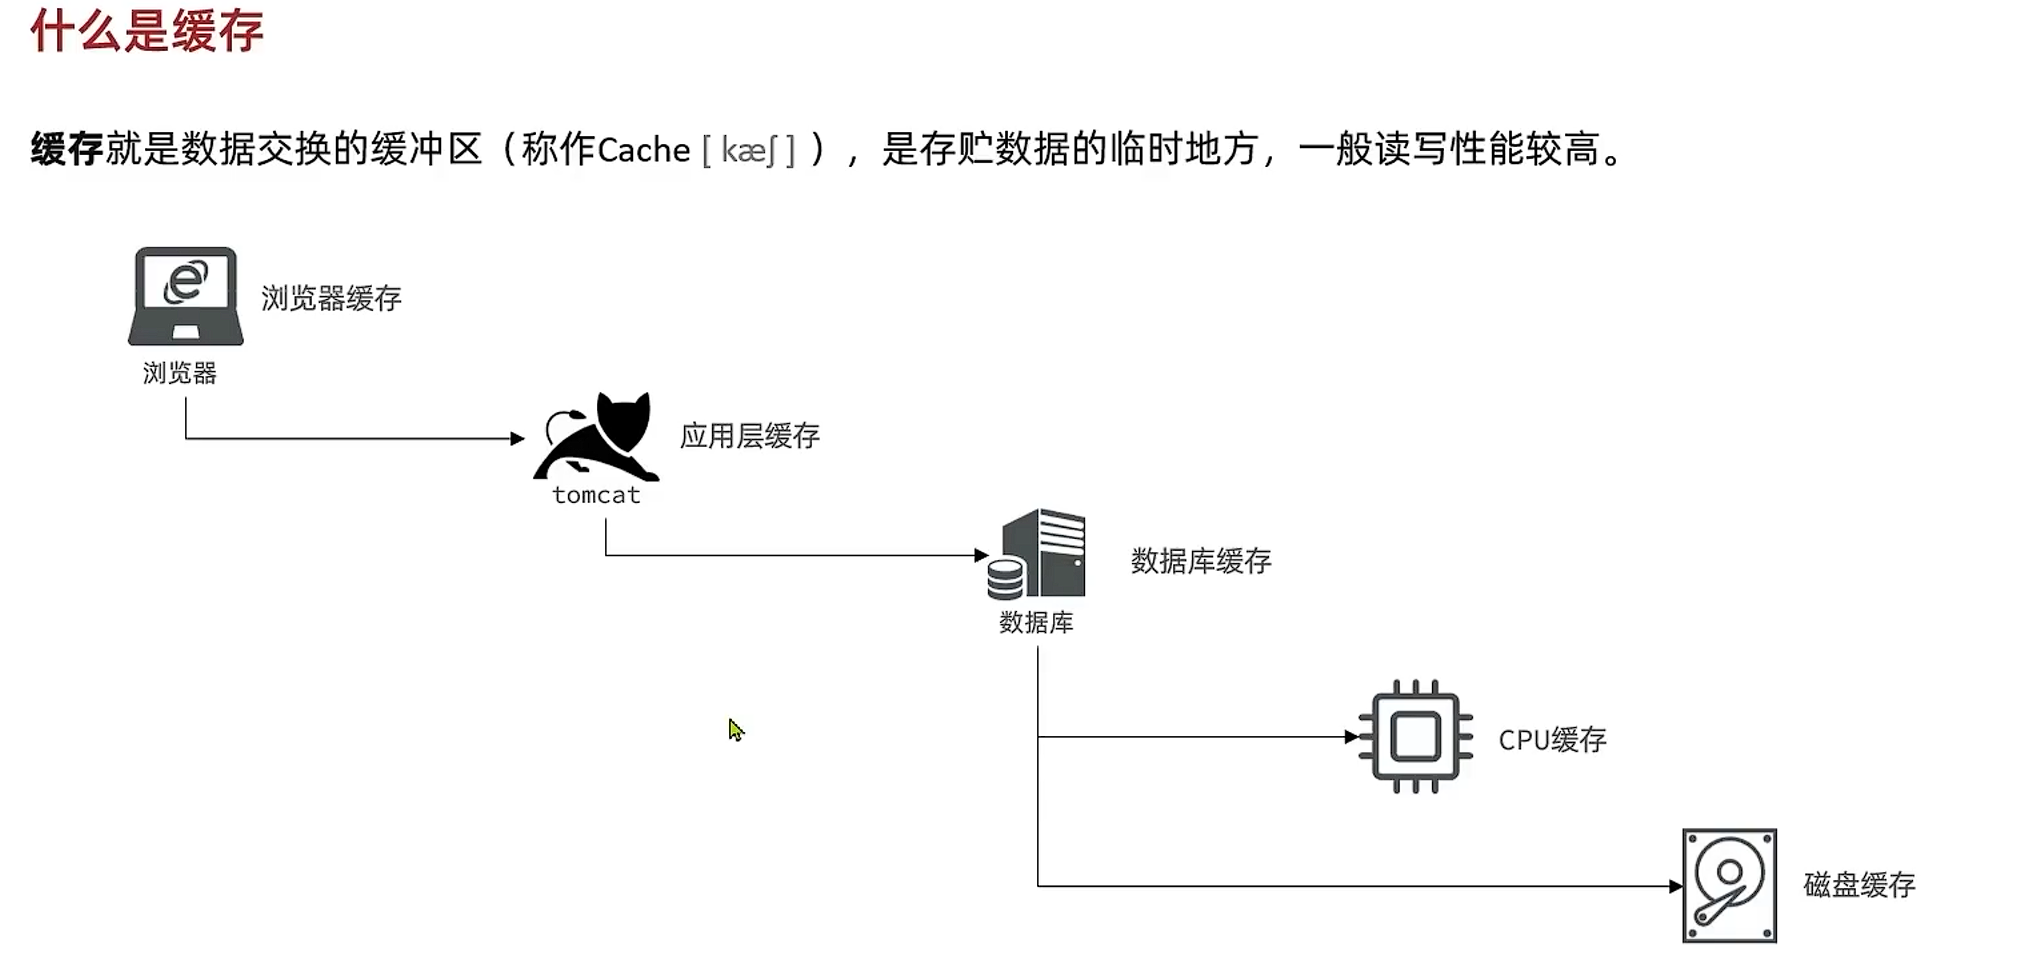 什么是缓存
缓存就是数据交换的缓冲区（称作Cache [ kæʃ ] ），是存贮数据的临时地方，一般读写性能较高。
浏览器缓存
浏览器
应用层缓存
tomcat
数据库缓存
数据库
CPU缓存
磁盘缓存